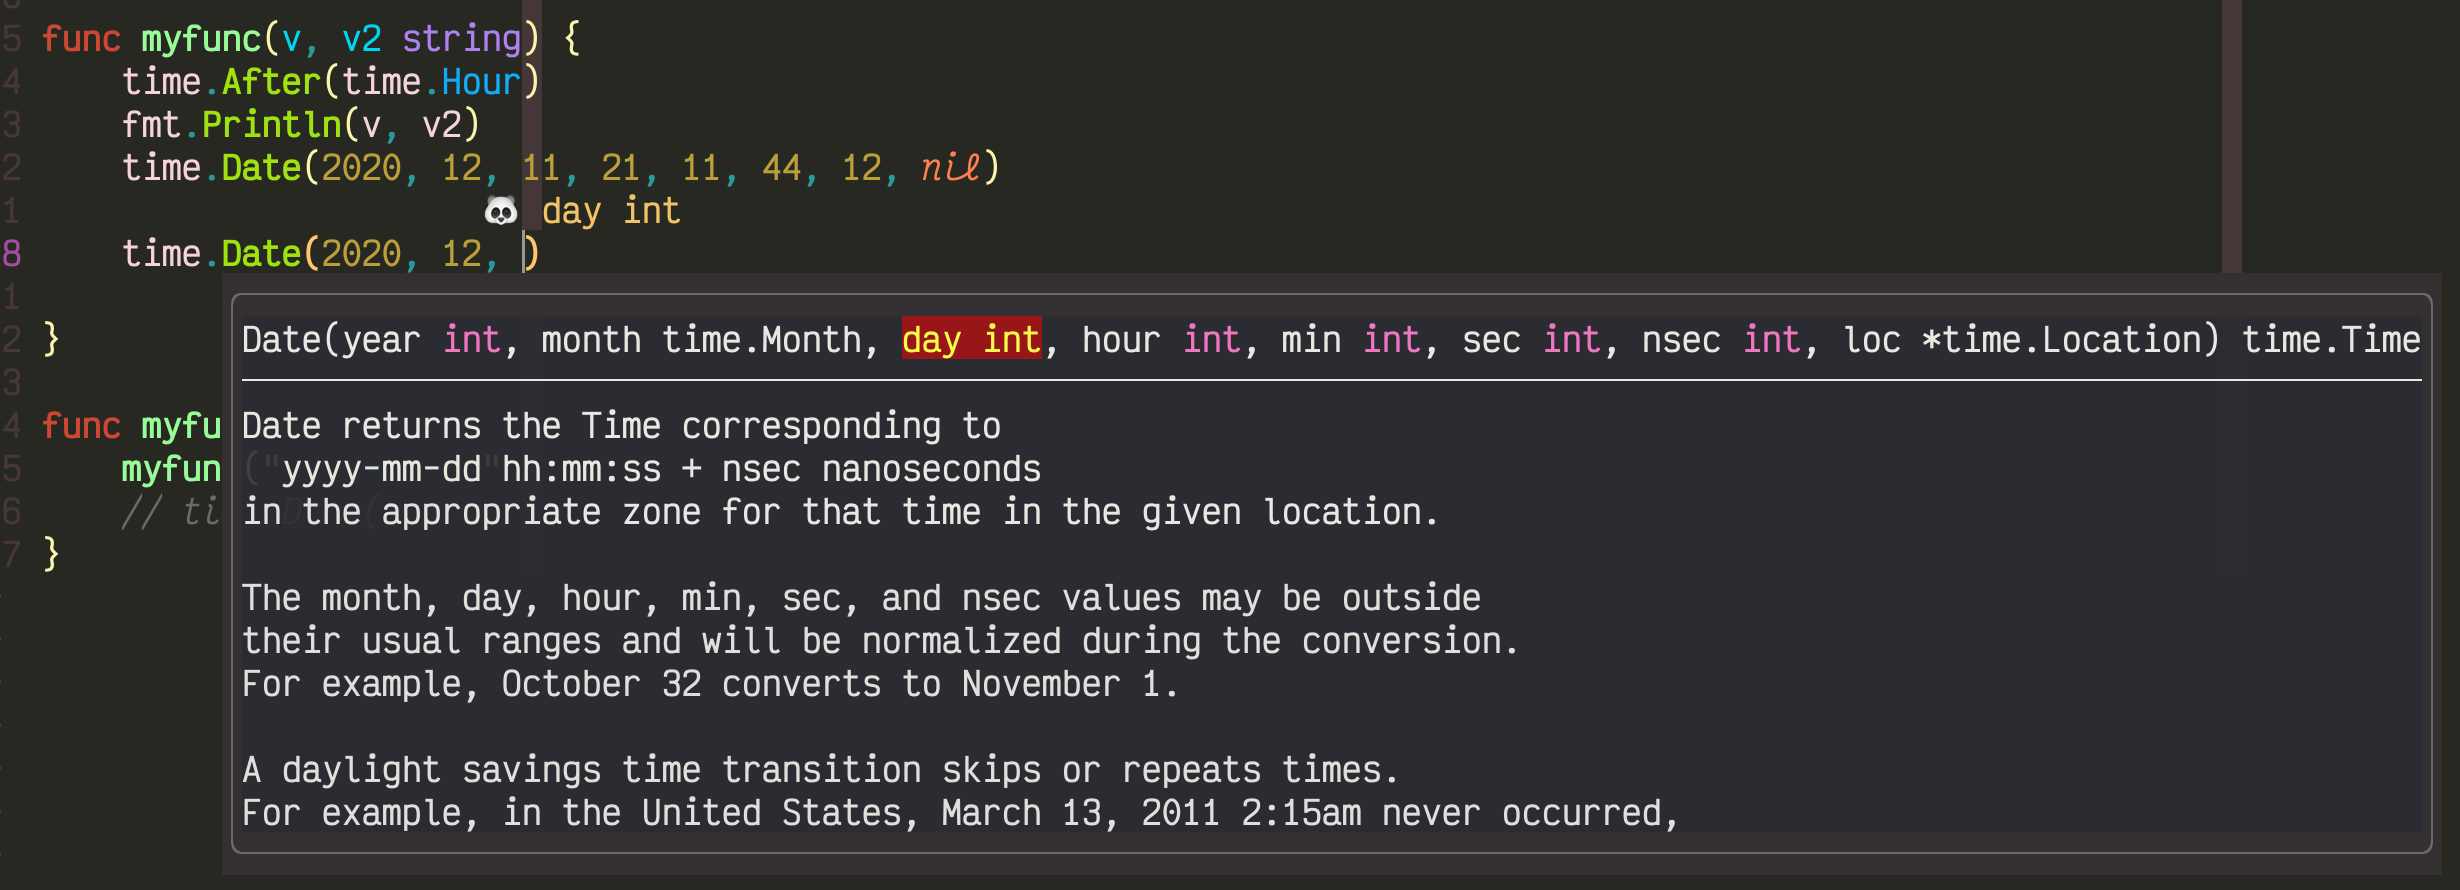 5 func myfunc(v, v2 string) {
4 time.After(time.Hour)
3 fmt.Println(v, v2)
2 time.Date(2020, 12, 11, 21, 11, 44, 12, nil)
1 🐼 day int
8 time.Date(2020, 12, )
1
Date(year int, month time.Month, day int, hour int, min int, sec int, nsec int, loc *time.Location) time.Time
2 }
3
4 func myfu
Date returns the Time corresponding to
5 myfun
("yyyy-mm-dd"hh:mm:ss + nsec nanoseconds
6 // ti
in the appropriate zone for that time in the given location.
7 }
The month, day, hour, min, sec, and nsec values may be outside
their usual ranges and will be normalized during the conversion.
For example, October 32 converts to November 1.
A daylight savings time transition skips or repeats times.
For example, in the United States, March 13, 2011 2:15am never occurred,